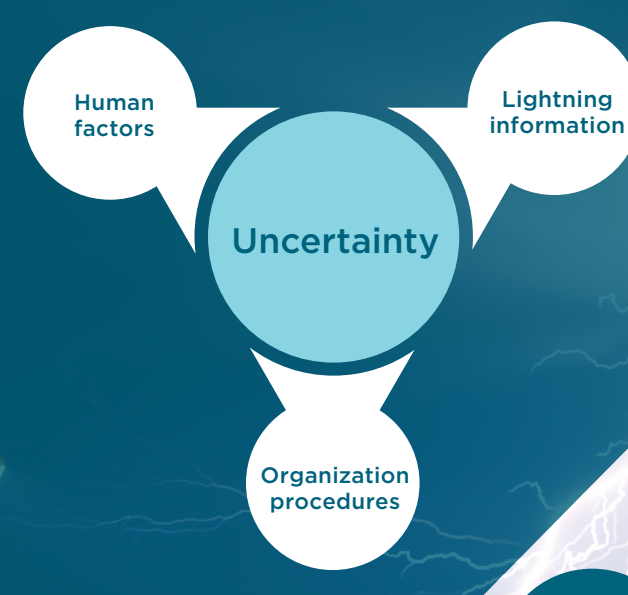 Human
factors
Lightning
information
Uncertainty
Organization
procedures